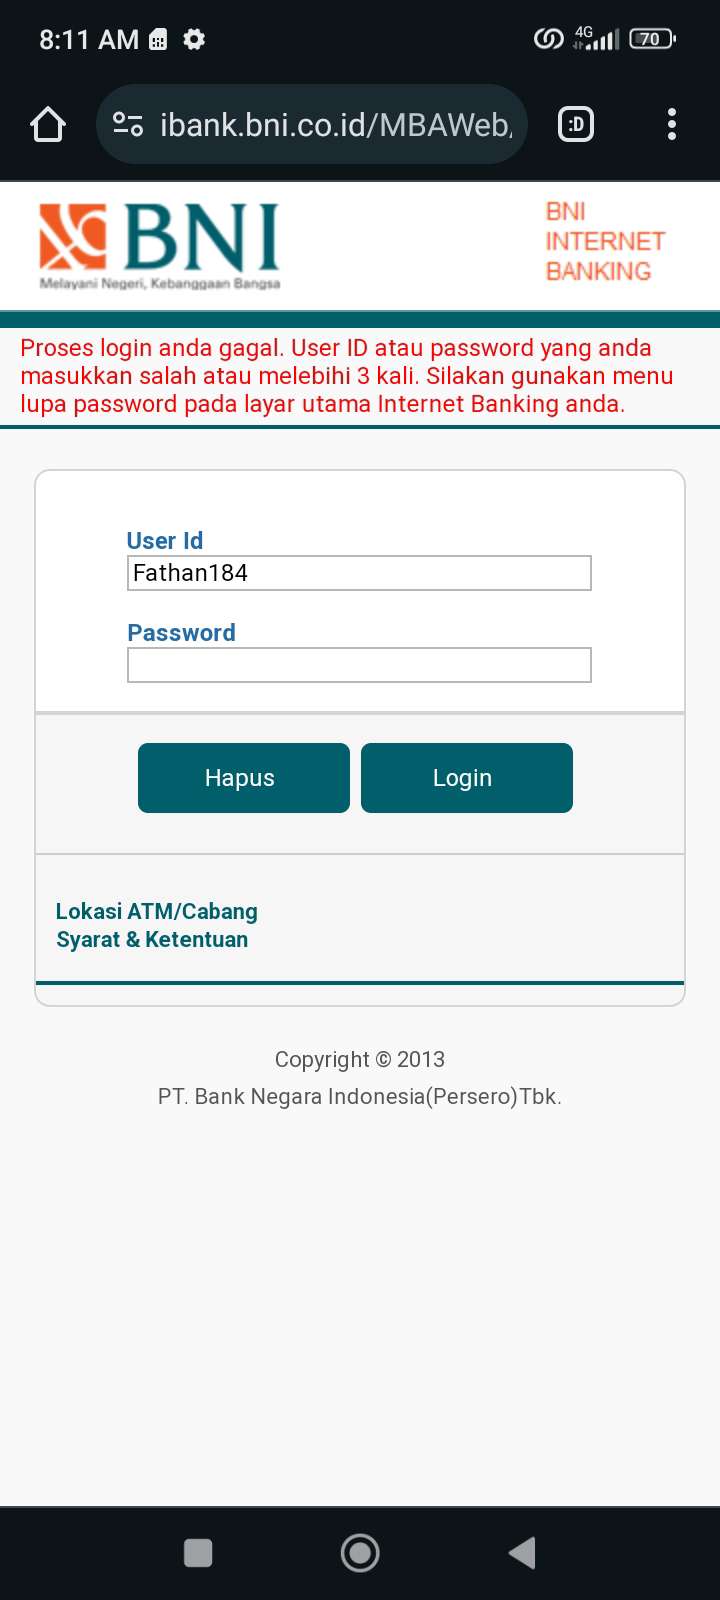 8:11 AM
4G
70
ibank.bni.co.id/MBAWeb/
:D
BNI
Melayani Negeri, Kebanggaan Bangsa
BNI
INTERNET
BANKING
Proses login anda gagal. User ID atau password yang anda
masukkan salah atau melebihi 3 kali. Silakan gunakan menu
lupa password pada layar utama Internet Banking anda.
User Id
Fathan184
Password
Hapus
Login
Lokasi ATM/Cabang
Syarat & Ketentuan
Copyright © 2013
PT. Bank Negara Indonesia(Persero)Tbk.